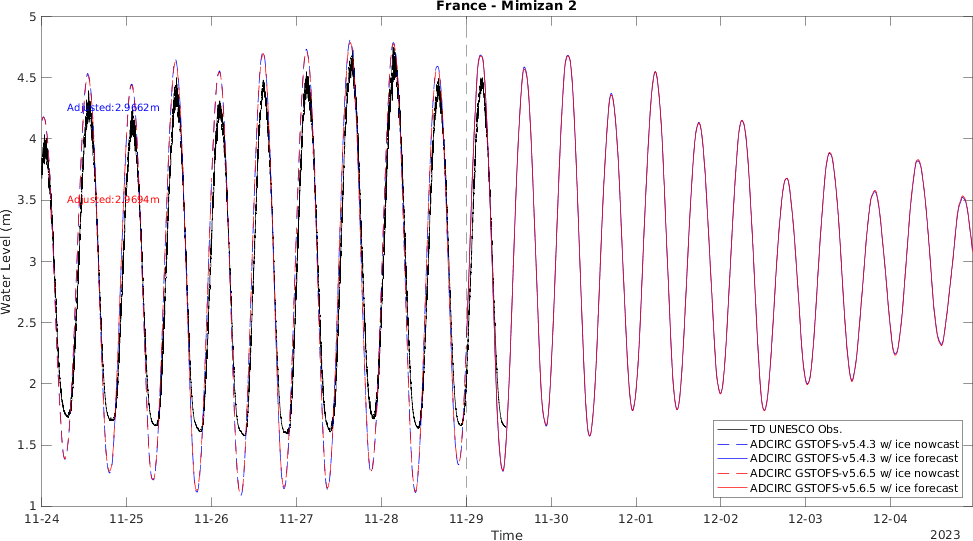 France - Mimizan 2
5
4.5
4
3.5
3
2.5
2
1.5
1
Water Level (m)
Adjusted:2.9662m
Adjusted:2.9694m
TD UNESCO Obs.
ADCIRC GSTOFS-v5.4.3 w/ ice nowcast
ADCIRC GSTOFS-v5.4.3 w/ ice forecast
ADCIRC GSTOFS-v5.6.5 w/ ice nowcast
ADCIRC GSTOFS-v5.6.5 w/ ice forecast
11-24 11-25 11-26 11-27 11-28 11-29 11-30 12-01 12-02 12-03 12-04
Time
2023